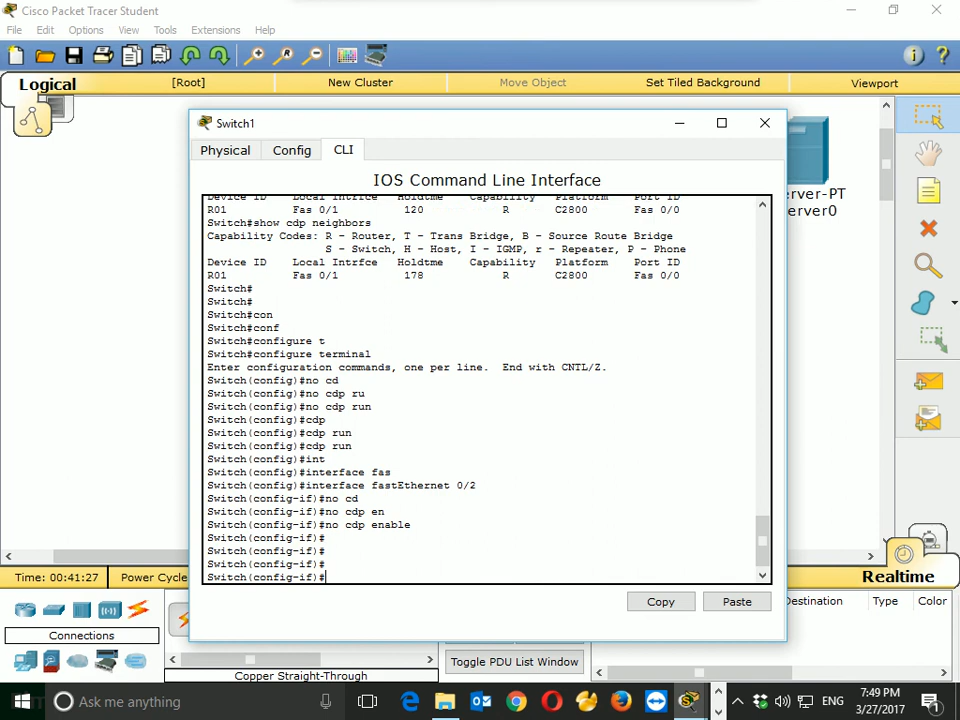 Cisco Packet Tracer Student
File Edit Options View Tools Extensions Help
Logical [Root] New Cluster Move Object Set Tiled Background Viewport
Switch1
Physical Config CLI
IOS Command Line Interface
Device ID Local Intrfce Holdtme Capability Platform Port ID
R01 Fas 0/1 120 R C2800 Fas 0/0
Switch#show cdp neighbors
Capability Codes: R - Router, T - Trans Bridge, B - Source Route Bridge
S - Switch, H - Host, I - IGMP, r - Repeater, P - Phone
Device ID Local Intrfce Holdtme Capability Platform Port ID
R01 Fas 0/1 178 R C2800 Fas 0/0
Switch#
Switch#
Switch#con
Switch#conf
Switch#configure t
Switch#configure terminal
Enter configuration commands, one per line. End with CNTL/Z.
Switch(config)#no cd
Switch(config)#no cdp ru
Switch(config)#no cdp run
Switch(config)#cdp
Switch(config)#cdp run
Switch(config)#cdp run
Switch(config)#int
Switch(config)#interface fas
Switch(config)#interface fastEthernet 0/2
Switch(config-if)#no cd
Switch(config-if)#no cdp en
Switch(config-if)#no cdp enable
Switch(config-if)#
Switch(config-if)#
Switch(config-if)#
Switch(config-if)#
Copy Paste
erver-PT
erver0
Time: 00:41:27 Power Cycle
Realtime
Connections
Copper Straight-Through
Toggle PDU List Window
Destination Type Color
Ask me anything
ENG
7:49 PM
3/27/2017
1